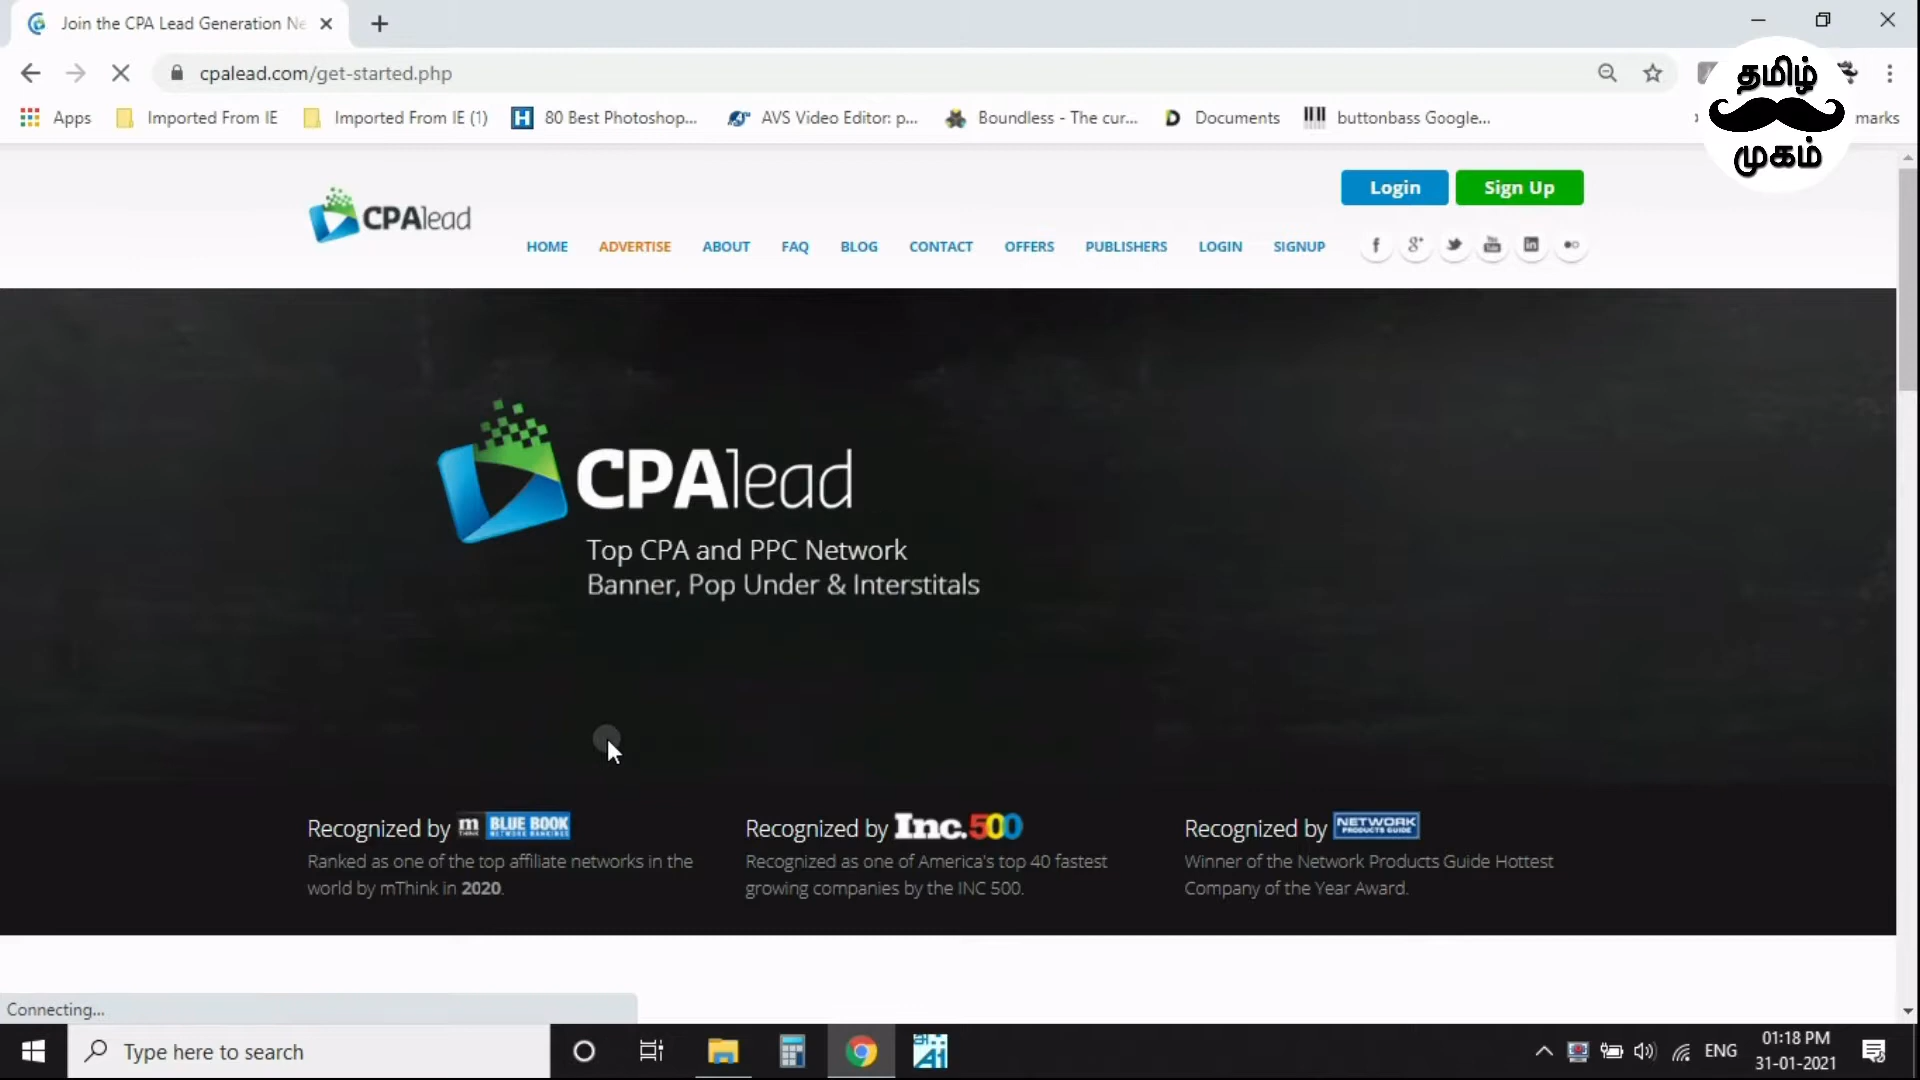 Join the CPA Lead Generation Ne
cpalead.com/get-started.php
தமிழ்
முகம்
Apps
Imported From IE
Imported From IE (1)
80 Best Photoshop...
AVS Video Editor: p...
Boundless - The cur...
Documents
buttonbass Google...
marks
Login
Sign Up
CPAlead
HOME
ADVERTISE
ABOUT
FAQ
BLOG
CONTACT
OFFERS
PUBLISHERS
LOGIN
SIGNUP
CPAlead
Top CPA and PPC Network
Banner, Pop Under & Interstitals
Recognized by mTHINK BLUE BOOK NETWORK RANKINGS
Ranked as one of the top affiliate networks in the
world by mThink in 2020.
Recognized by Inc.500
Recognized as one of America's top 40 fastest
growing companies by the INC 500.
Recognized by NETWORK PRODUCTS GUIDE
Winner of the Network Products Guide Hottest
Company of the Year Award.
Connecting...
Type here to search
ENG
01:18 PM
31-01-2021